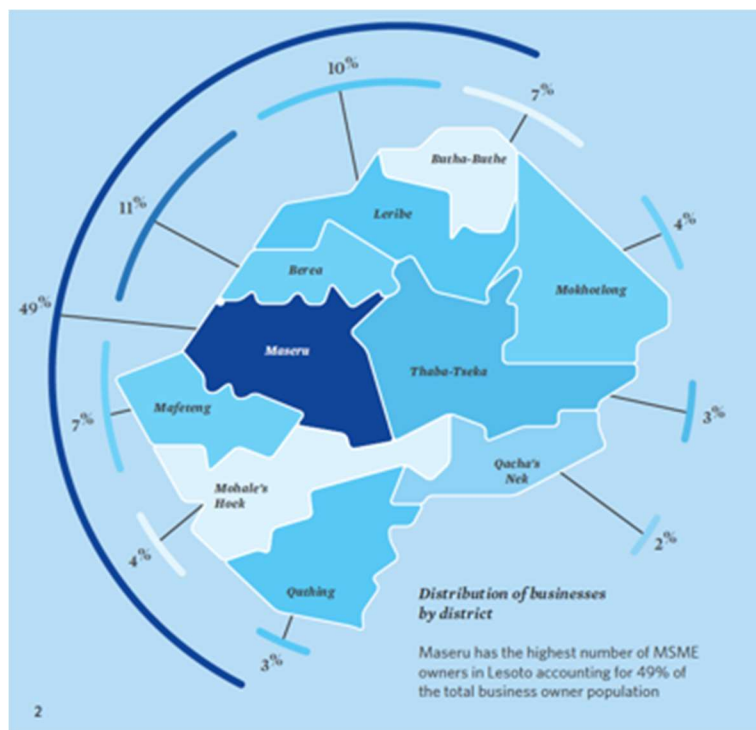 10%
7%
Butha-Buthe
11%
Leribe
4%
Berea
Mokhotlong
49%
Maseru
Thaba-Tseka
7%
Mafeteng
3%
Qacha's
Nek
Mohale's
Hoek
4%
2%
Quthing
3%
Distribution of businesses
by district
Maseru has the highest number of MSME
owners in Lesoto accounting for 49% of
the total business owner population
2